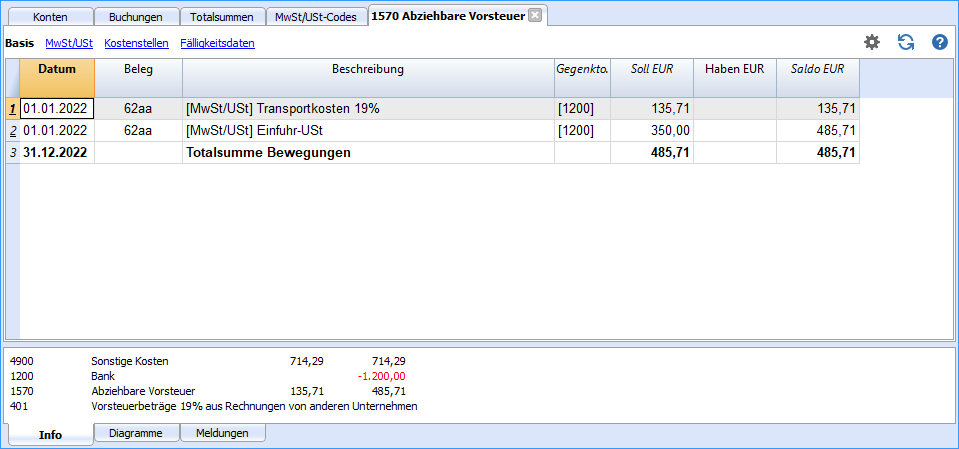 Konten Buchungen Totalsummen MwSt/USt-Codes 1570 Abziehbare Vorsteuer
Basis MwSt/USt Kostenstellen Fälligkeitsdaten
Datum Beleg Beschreibung Gegenkto. Soll EUR Haben EUR Saldo EUR
1 01.01.2022 62aa [MwSt/USt] Transportkosten 19% [1200] 135,71 135,71
2 01.01.2022 62aa [MwSt/USt] Einfuhr-USt [1200] 350,00 485,71
3 31.12.2022 Totalsumme Bewegungen 485,71 485,71
4900 Sonstige Kosten 714,29 714,29
1200 Bank -1.200,00
1570 Abziehbare Vorsteuer 135,71 485,71
401 Vorsteuerbeträge 19% aus Rechnungen von anderen Unternehmen
Info Diagramme Meldungen